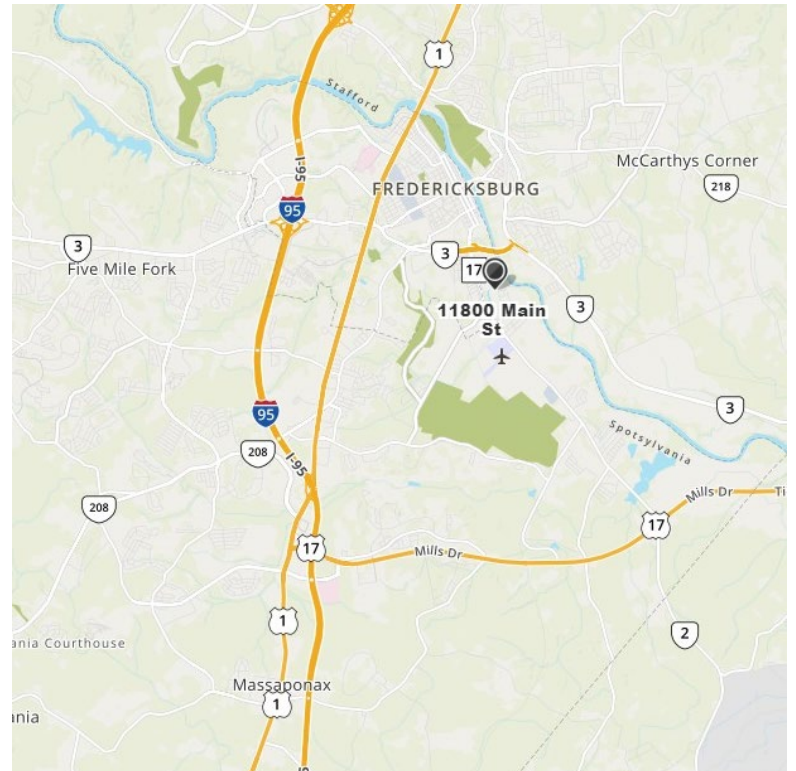 1
Stafford
I-95
McCarthys Corner
FREDERICKSBURG
218
95
3
3
Five Mile Fork
17
3
11800 Main
St
95
3
208
I-95
Spotsylvania
208
Mills Dr
17
17
Mills Dr
1
2
ania Courthouse
Massaponax
1
nia